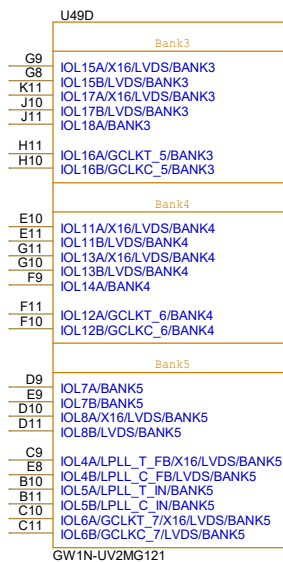 U49D
Bank3
G9 IOL15A/X16/LVDS/BANK3
G8 IOL15B/LVDS/BANK3
K11 IOL17A/X16/LVDS/BANK3
J10 IOL17B/LVDS/BANK3
J11 IOL18A/BANK3
H11 IOL16A/GCLKT_5/BANK3
H10 IOL16B/GCLKC_5/BANK3
Bank4
E10 IOL11A/X16/LVDS/BANK4
E11 IOL11B/LVDS/BANK4
G11 IOL13A/X16/LVDS/BANK4
G10 IOL13B/LVDS/BANK4
F9 IOL14A/BANK4
F11 IOL12A/GCLKT_6/BANK4
F10 IOL12B/GCLKC_6/BANK4
Bank5
D9 IOL7A/BANK5
E9 IOL7B/BANK5
D10 IOL8A/X16/LVDS/BANK5
D11 IOL8B/LVDS/BANK5
C9 IOL4A/LPLL_T_FB/X16/LVDS/BANK5
E8 IOL4B/LPLL_C_FB/LVDS/BANK5
B10 IOL5A/LPLL_T_IN/BANK5
B11 IOL5B/LPLL_C_IN/BANK5
C10 IOL6A/GCLKT_7/X16/LVDS/BANK5
C11 IOL6B/GCLKC_7/LVDS/BANK5
GW1N-UV2MG121